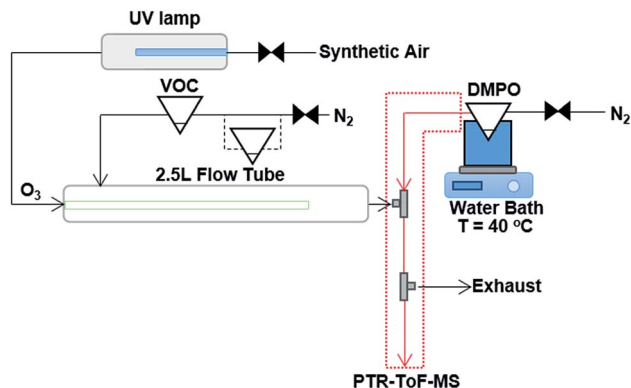 UV lamp
Synthetic Air
VOC
N₂
DMPO
N₂
2.5L Flow Tube
O₃
Water Bath
T = 40 ºC
Exhaust
PTR-ToF-MS